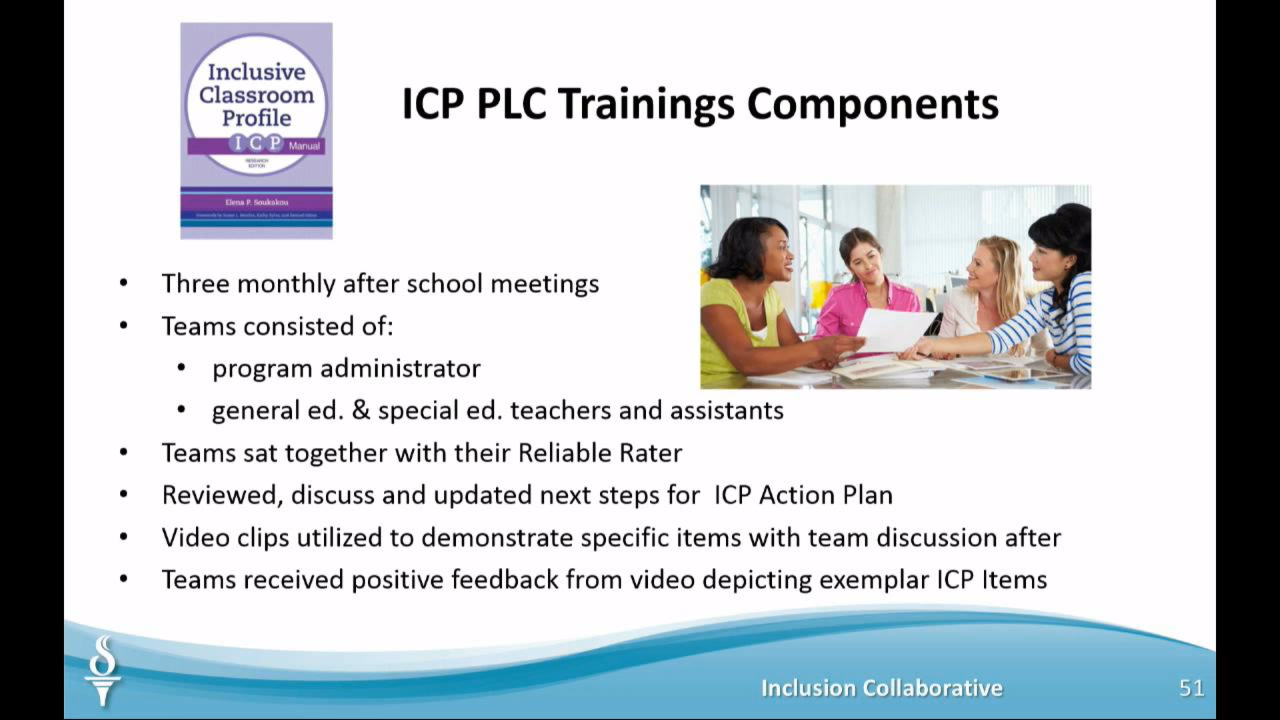 Inclusive
Classroom
Profile
ICP Manual
RESEARCH
EDITION
Elena P. Soukakou
ICP PLC Trainings Components
• Three monthly after school meetings
• Teams consisted of:
• program administrator
• general ed. & special ed. teachers and assistants
• Teams sat together with their Reliable Rater
• Reviewed, discuss and updated next steps for ICP Action Plan
• Video clips utilized to demonstrate specific items with team discussion after
• Teams received positive feedback from video depicting exemplar ICP Items
Inclusion Collaborative
51